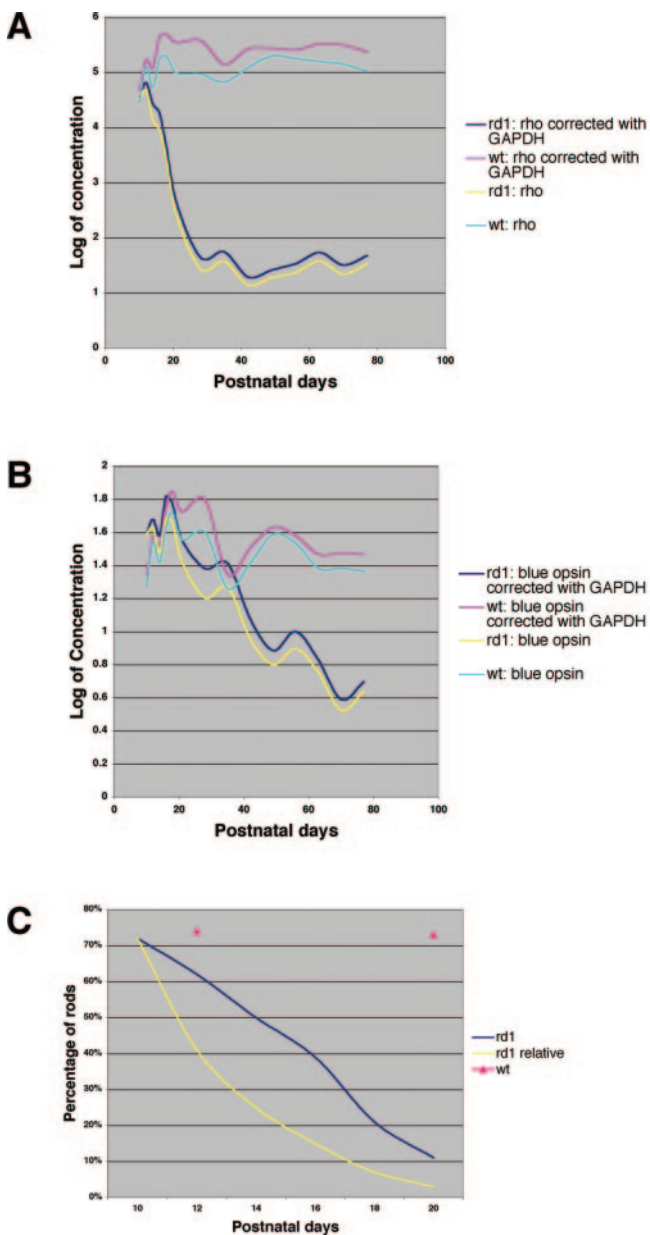 A
6
5
4
3
2
1
0
0 20 40 60 80 100
Log of concentration
Postnatal days
rd1: rho corrected with
GAPDH
wt: rho corrected with
GAPDH
rd1: rho
wt: rho
B
2
1.8
1.6
1.4
1.2
1
0.8
0.6
0.4
0.2
0
0 20 40 60 80 100
Log of Concentration
Postnatal days
rd1: blue opsin
corrected with GAPDH
wt: blue opsin
corrected with GAPDH
rd1: blue opsin
wt: blue opsin
C
80%
70%
60%
50%
40%
30%
20%
10%
0%
10 12 14 16 18 20
Percentage of rods
Postnatal days
rd1
rd1 relative
wt